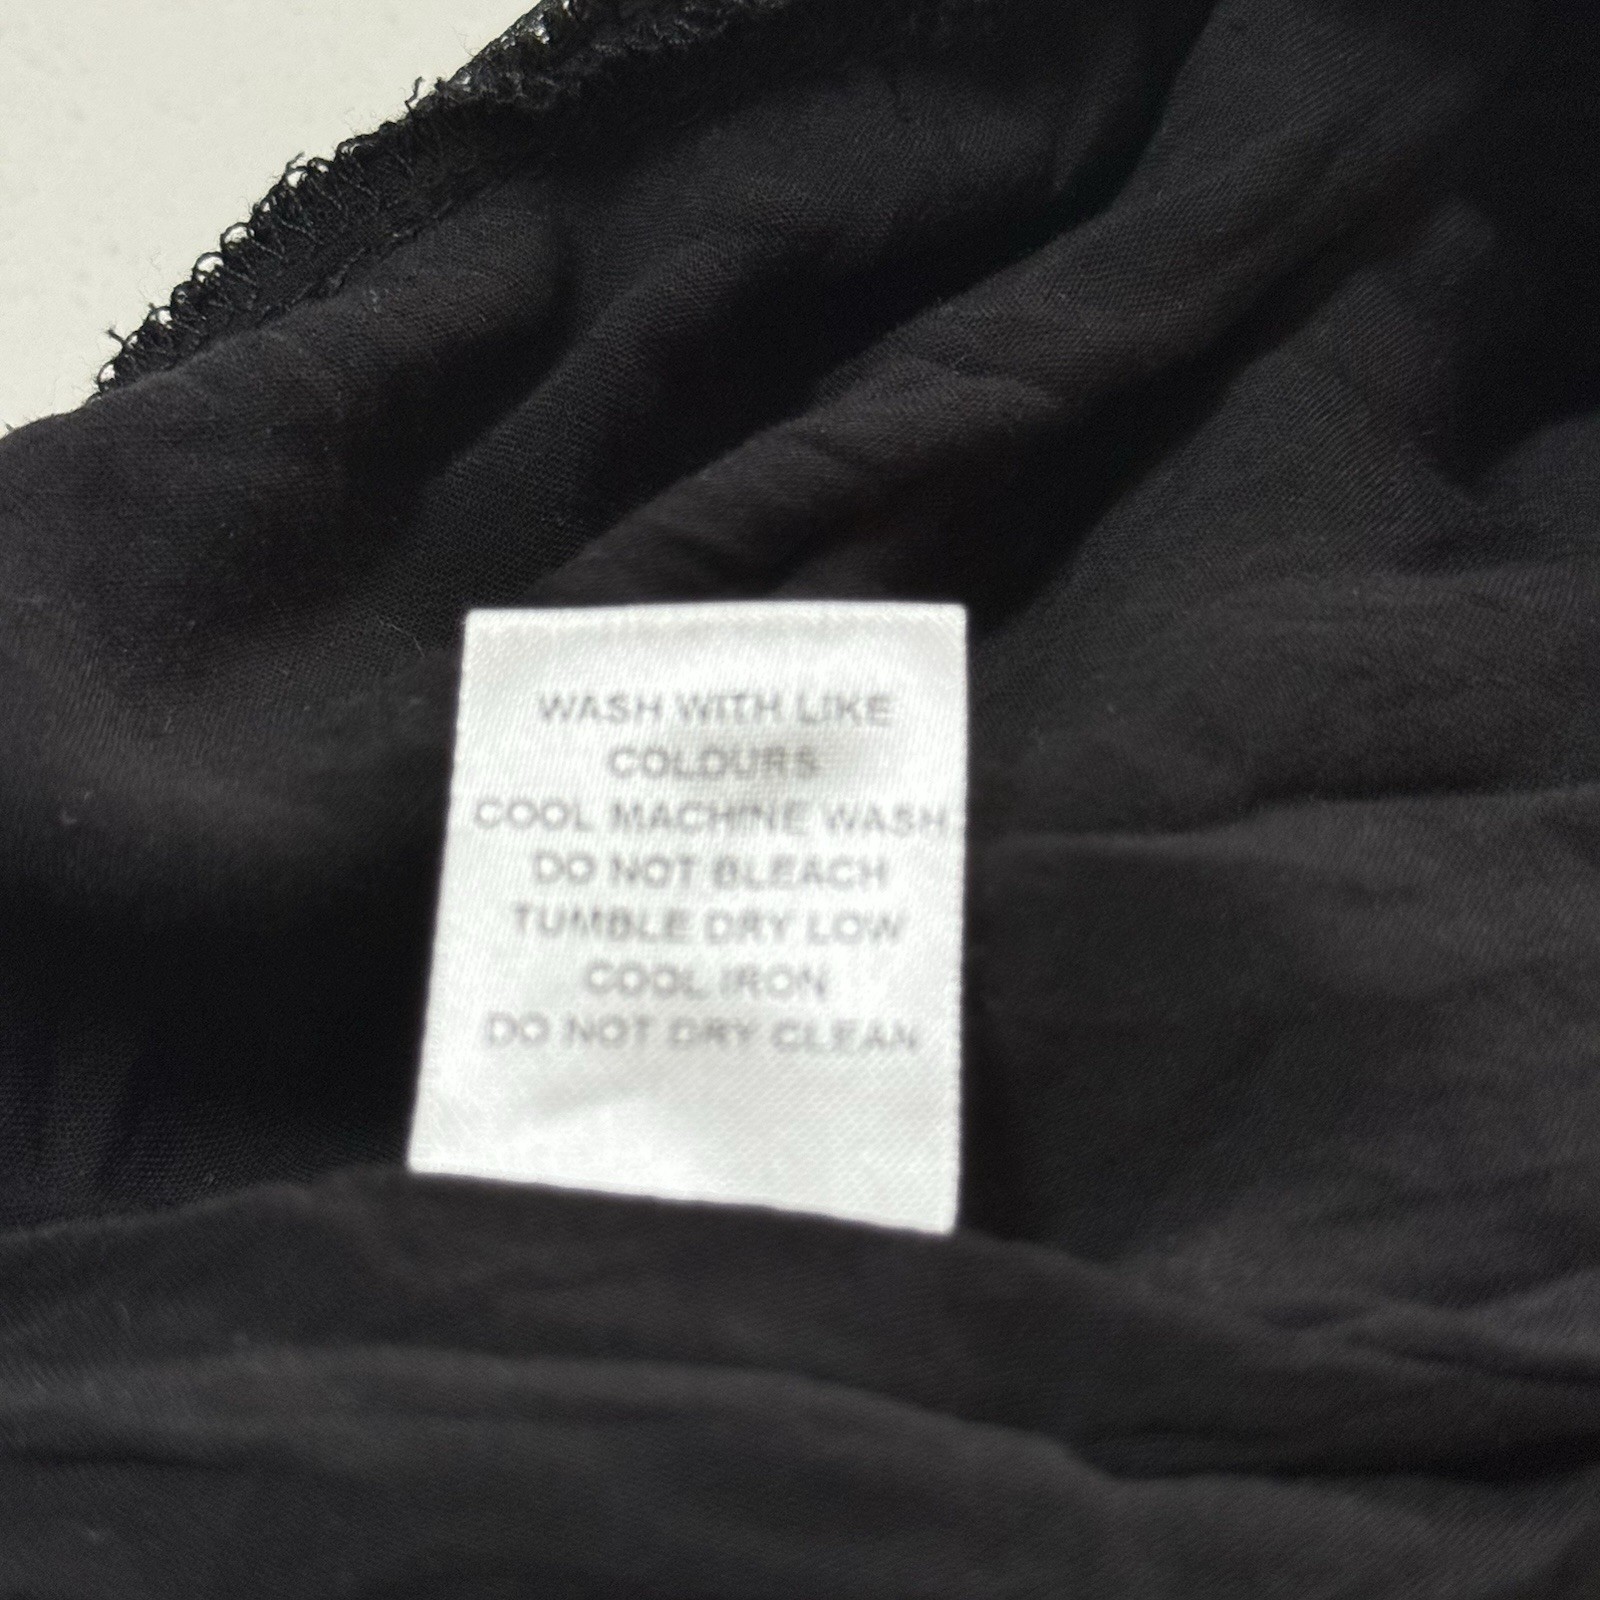 WASH WITH LIKE
COLOURS
COOL MACHINE WASH
DO NOT BLEACH
TUMBLE DRY LOW
COOL IRON
DO NOT DRY CLEAN